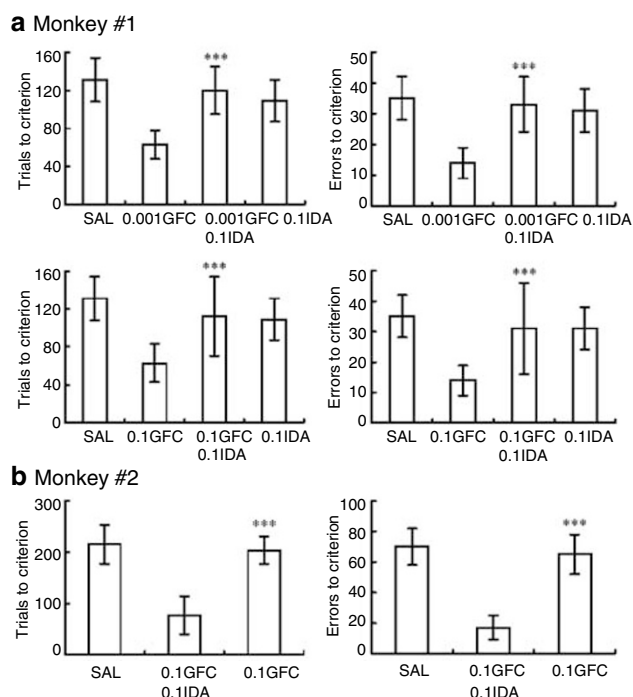 a Monkey #1
Trials to criterion
160
120
80
40
0
***
SAL 0.001GFC 0.001GFC 0.1IDA
0.1IDA
Errors to criterion
50
40
30
20
10
0
***
SAL 0.001GFC 0.001GFC 0.1IDA
0.1IDA
Trials to criterion
160
120
80
40
0
***
SAL 0.1GFC 0.1GFC 0.1IDA
0.1IDA
Errors to criterion
50
40
30
20
10
0
***
SAL 0.1GFC 0.1GFC 0.1IDA
0.1IDA
b Monkey #2
Trials to criterion
300
200
100
0
***
SAL 0.1GFC 0.1GFC
0.1IDA
Errors to criterion
100
80
60
40
20
0
***
SAL 0.1GFC 0.1GFC
0.1IDA